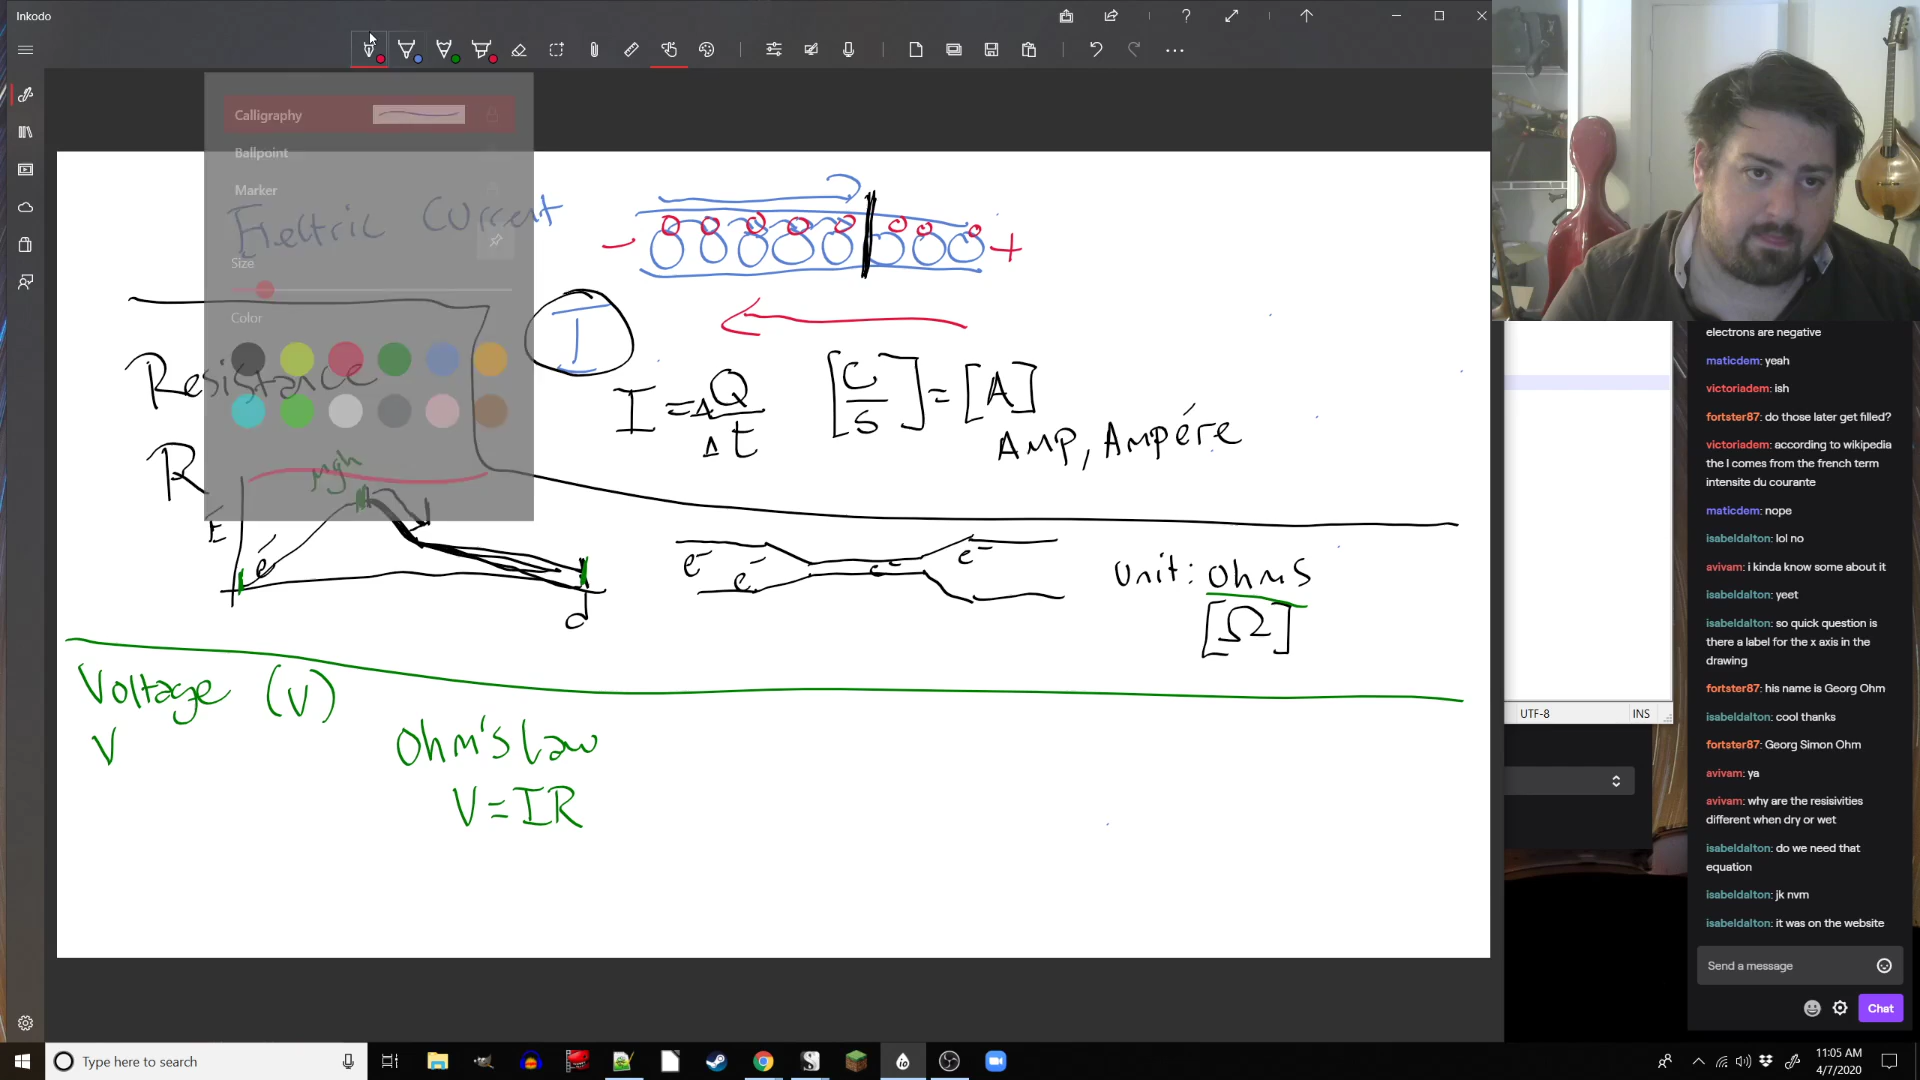 Inkodo
Calligraphy
Ballpoint
Marker
Size
Color
Current
− +
I
Resistance
R
I = ΔQ/Δt [C/s] = [A]
Amp, Ampére
mgh
E
d
e⁻ e⁻ e⁻ e⁻
Unit: Ohms
[Ω]
Voltage (V)
V
Ohm's Law
V = IR
UTF-8 INS
electrons are negative
maticdem: yeah
victoriadem: ish
fortster87: do those later get filled?
victoriadem: according to wikipedia
the I comes from the french term
intensite du courante
maticdem: nope
isabeldalton: lol no
avivam: i kinda know some about it
isabeldalton: yeet
isabeldalton: so quick question is
there a label for the x axis in the
drawing
fortster87: his name is Georg Ohm
isabeldalton: cool thanks
fortster87: Georg Simon Ohm
avivam: ya
avivam: why are the resisivities
different when dry or wet
isabeldalton: do we need that
equation
isabeldalton: jk nvm
isabeldalton: it was on the website
Send a message
Chat
Type here to search
11:05 AM
4/7/2020